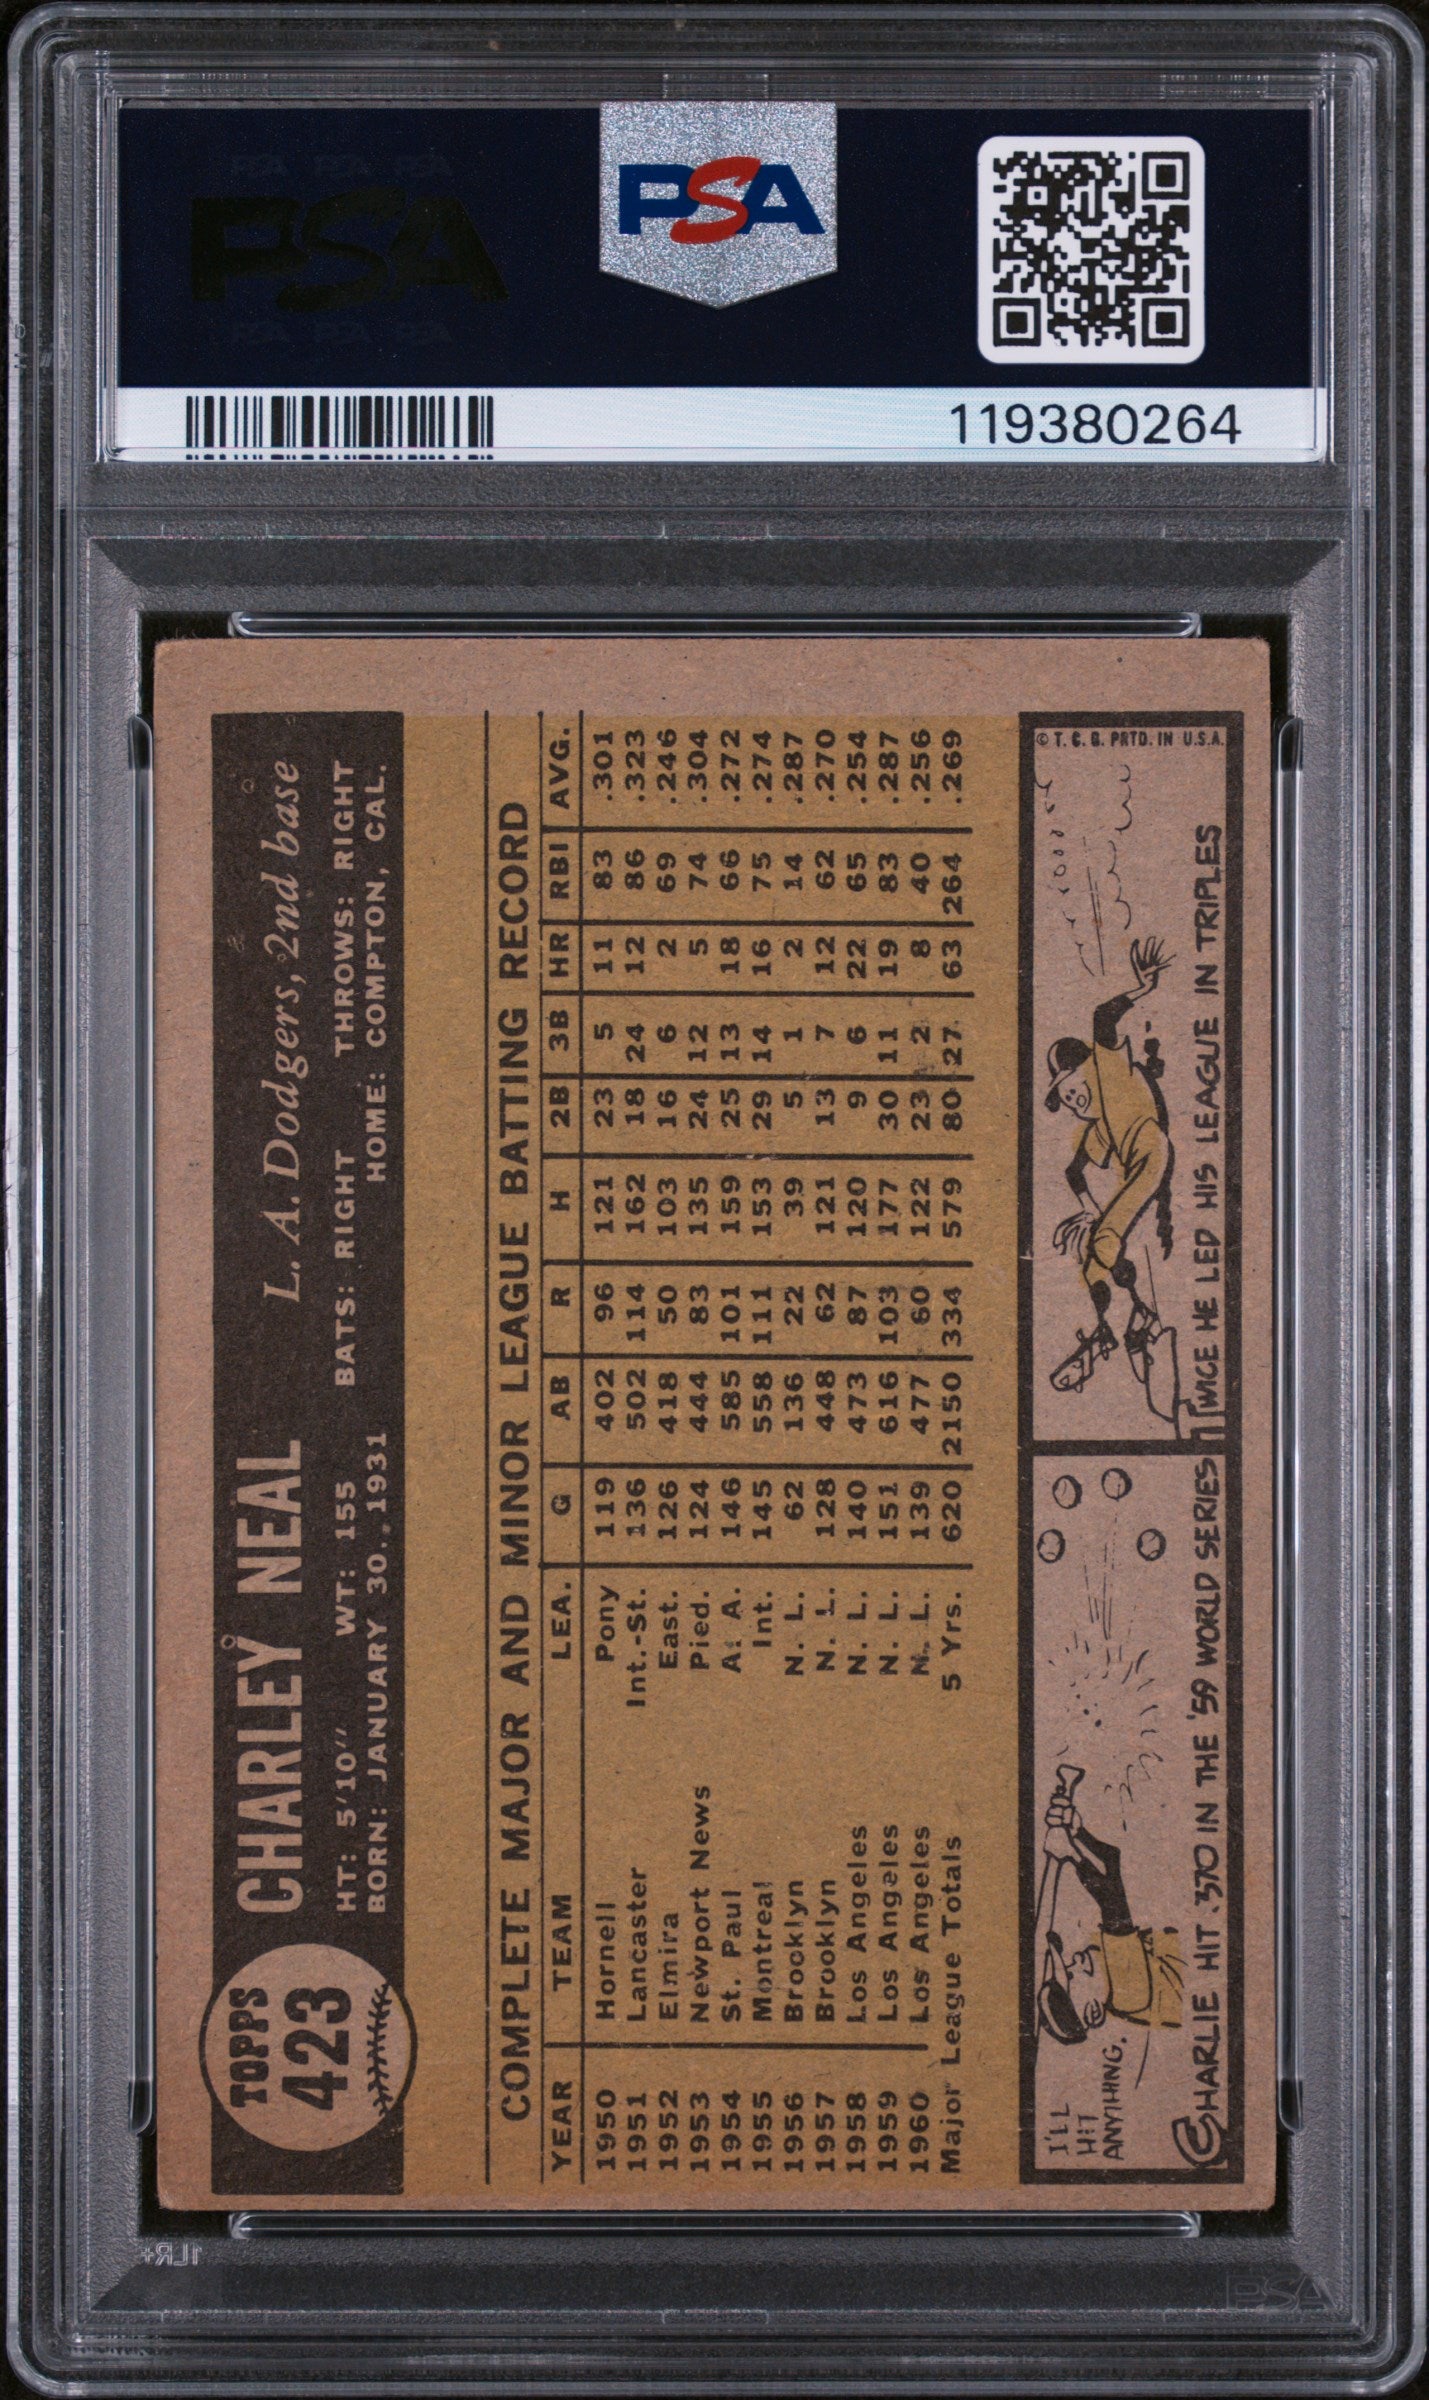 PSA PSA PSA
PSA
PSA PSA PSA
PSA
119380264
TOPPS
423
CHARLEY NEAL L. A. Dodgers, 2nd base
HT: 5'10" WT: 155 BATS: RIGHT THROWS: RIGHT
BORN: JANUARY 30, 1931 HOME: COMPTON, CAL.
COMPLETE MAJOR AND MINOR LEAGUE BATTING RECORD
YEAR TEAM LEA. G AB R H 2B 3B HR RBI AVG.
1950 Hornell Pony 119 402 96 121 23 5 11 83 .301
1951 Lancaster Int.-St. 136 502 114 162 18 24 12 86 .323
1952 Elmira East. 126 418 50 103 16 6 2 69 .246
1953 Newport News Pied. 124 444 83 135 24 12 5 74 .304
1954 St. Paul A. A. 146 585 101 159 25 13 18 66 .272
1955 Montreal Int. 145 558 111 153 29 14 16 75 .274
1956 Brooklyn N. L. 62 136 22 39 5 1 2 14 .287
1957 Brooklyn N. L. 128 448 62 121 13 7 12 62 .270
1958 Los Angeles N. L. 140 473 87 120 9 6 22 65 .254
1959 Los Angeles N. L. 151 616 103 177 30 11 19 83 .287
1960 Los Angeles N. L. 139 477 60 122 23 2 8 40 .256
Major League Totals 5 Yrs. 620 2150 334 579 80 27 63 264 .269
I'LL
HIT
ANYTHING.
CHARLIE HIT .370 IN THE '59 WORLD SERIES
© T. C. G. PRTD. IN U.S.A.
TWICE HE LED HIS LEAGUE IN TRIPLES
1LR+
PSA